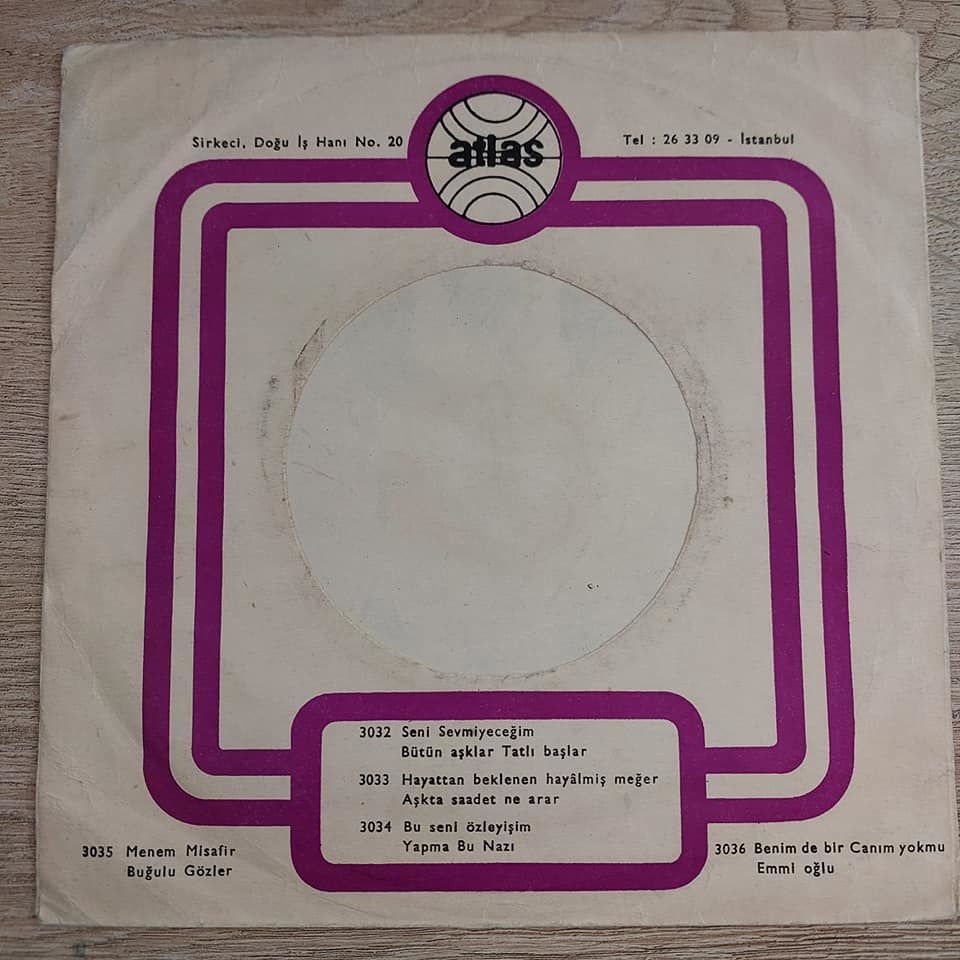 Sirkeci, Doğu İş Hanı No. 20
atlas
Tel : 26 33 09 - İstanbul
3032 Seni Sevmiyeceğim
Bütün aşklar Tatlı başlar
3033 Hayattan beklenen hayâlmiş meğer
Aşkta saadet ne arar
3034 Bu seni özleyişim
Yapma Bu Nazı
3035 Menem Misafir
Buğulu Gözler
3036 Benim de bir Canım yokmu
Emmi oğlu